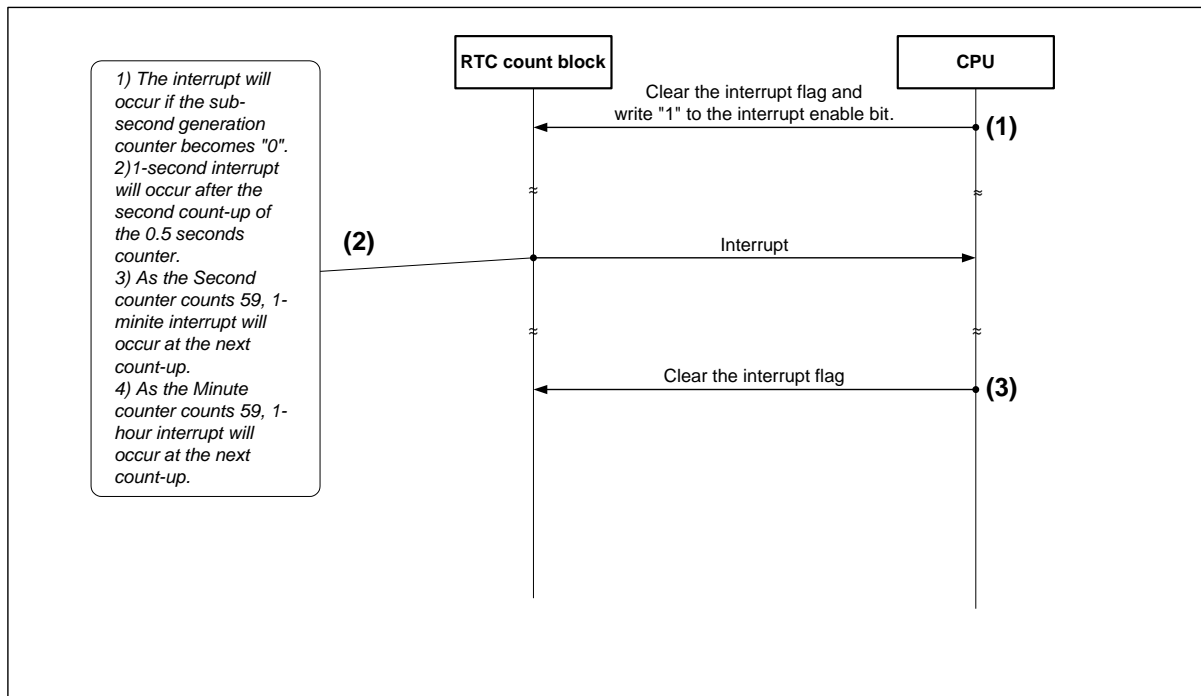 RTC count block
CPU
1) The interrupt will
occur if the sub-
second generation
counter becomes "0".
2)1-second interrupt
will occur after the
second count-up of
the 0.5 seconds
counter.
3) As the Second
counter counts 59, 1-
minite interrupt will
occur at the next
count-up.
4) As the Minute
counter counts 59, 1-
hour interrupt will
occur at the next
count-up.
Clear the interrupt flag and
write "1" to the interrupt enable bit.
(1)
≈
≈
(2)
Interrupt
≈
≈
Clear the interrupt flag
(3)